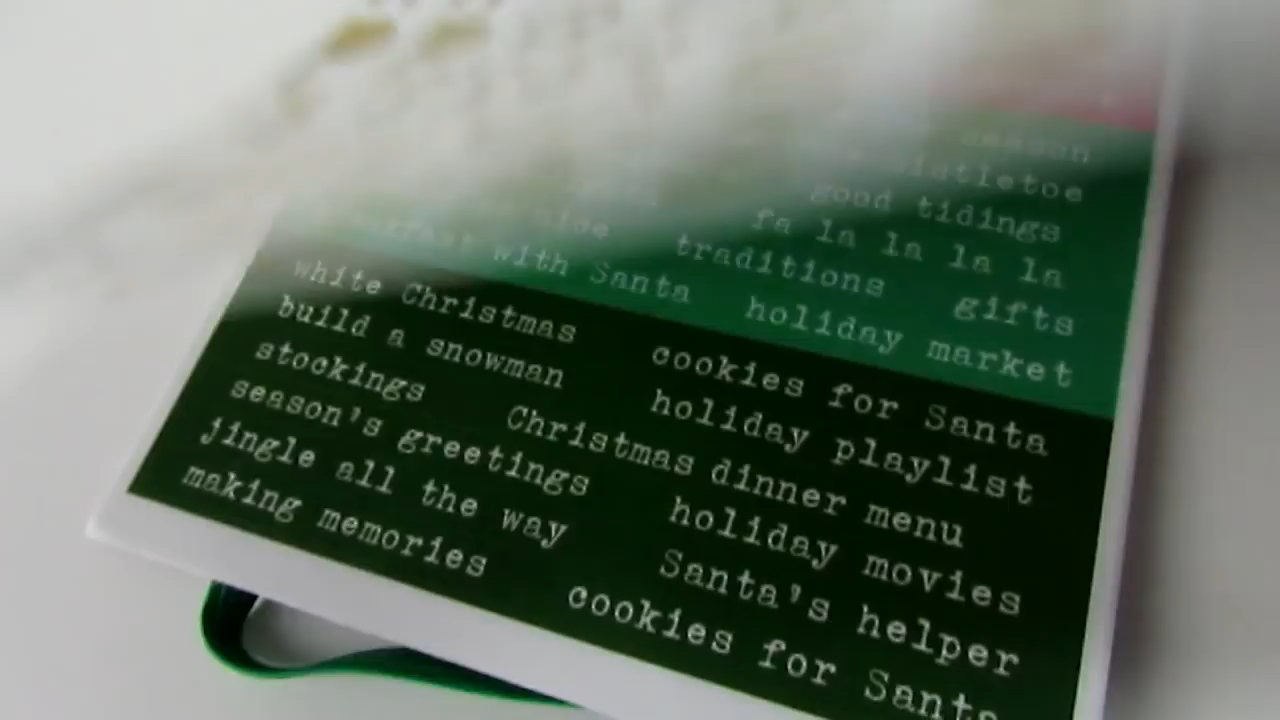 season
mistletoe
good tidings
fa la la la la
traditions gifts
with Santa holiday market
white Christmas cookies for Santa
build a snowman holiday playlist
stockings Christmas dinner menu
season's greetings holiday movies
jingle all the way Santa's helper
making memories cookies for Santa